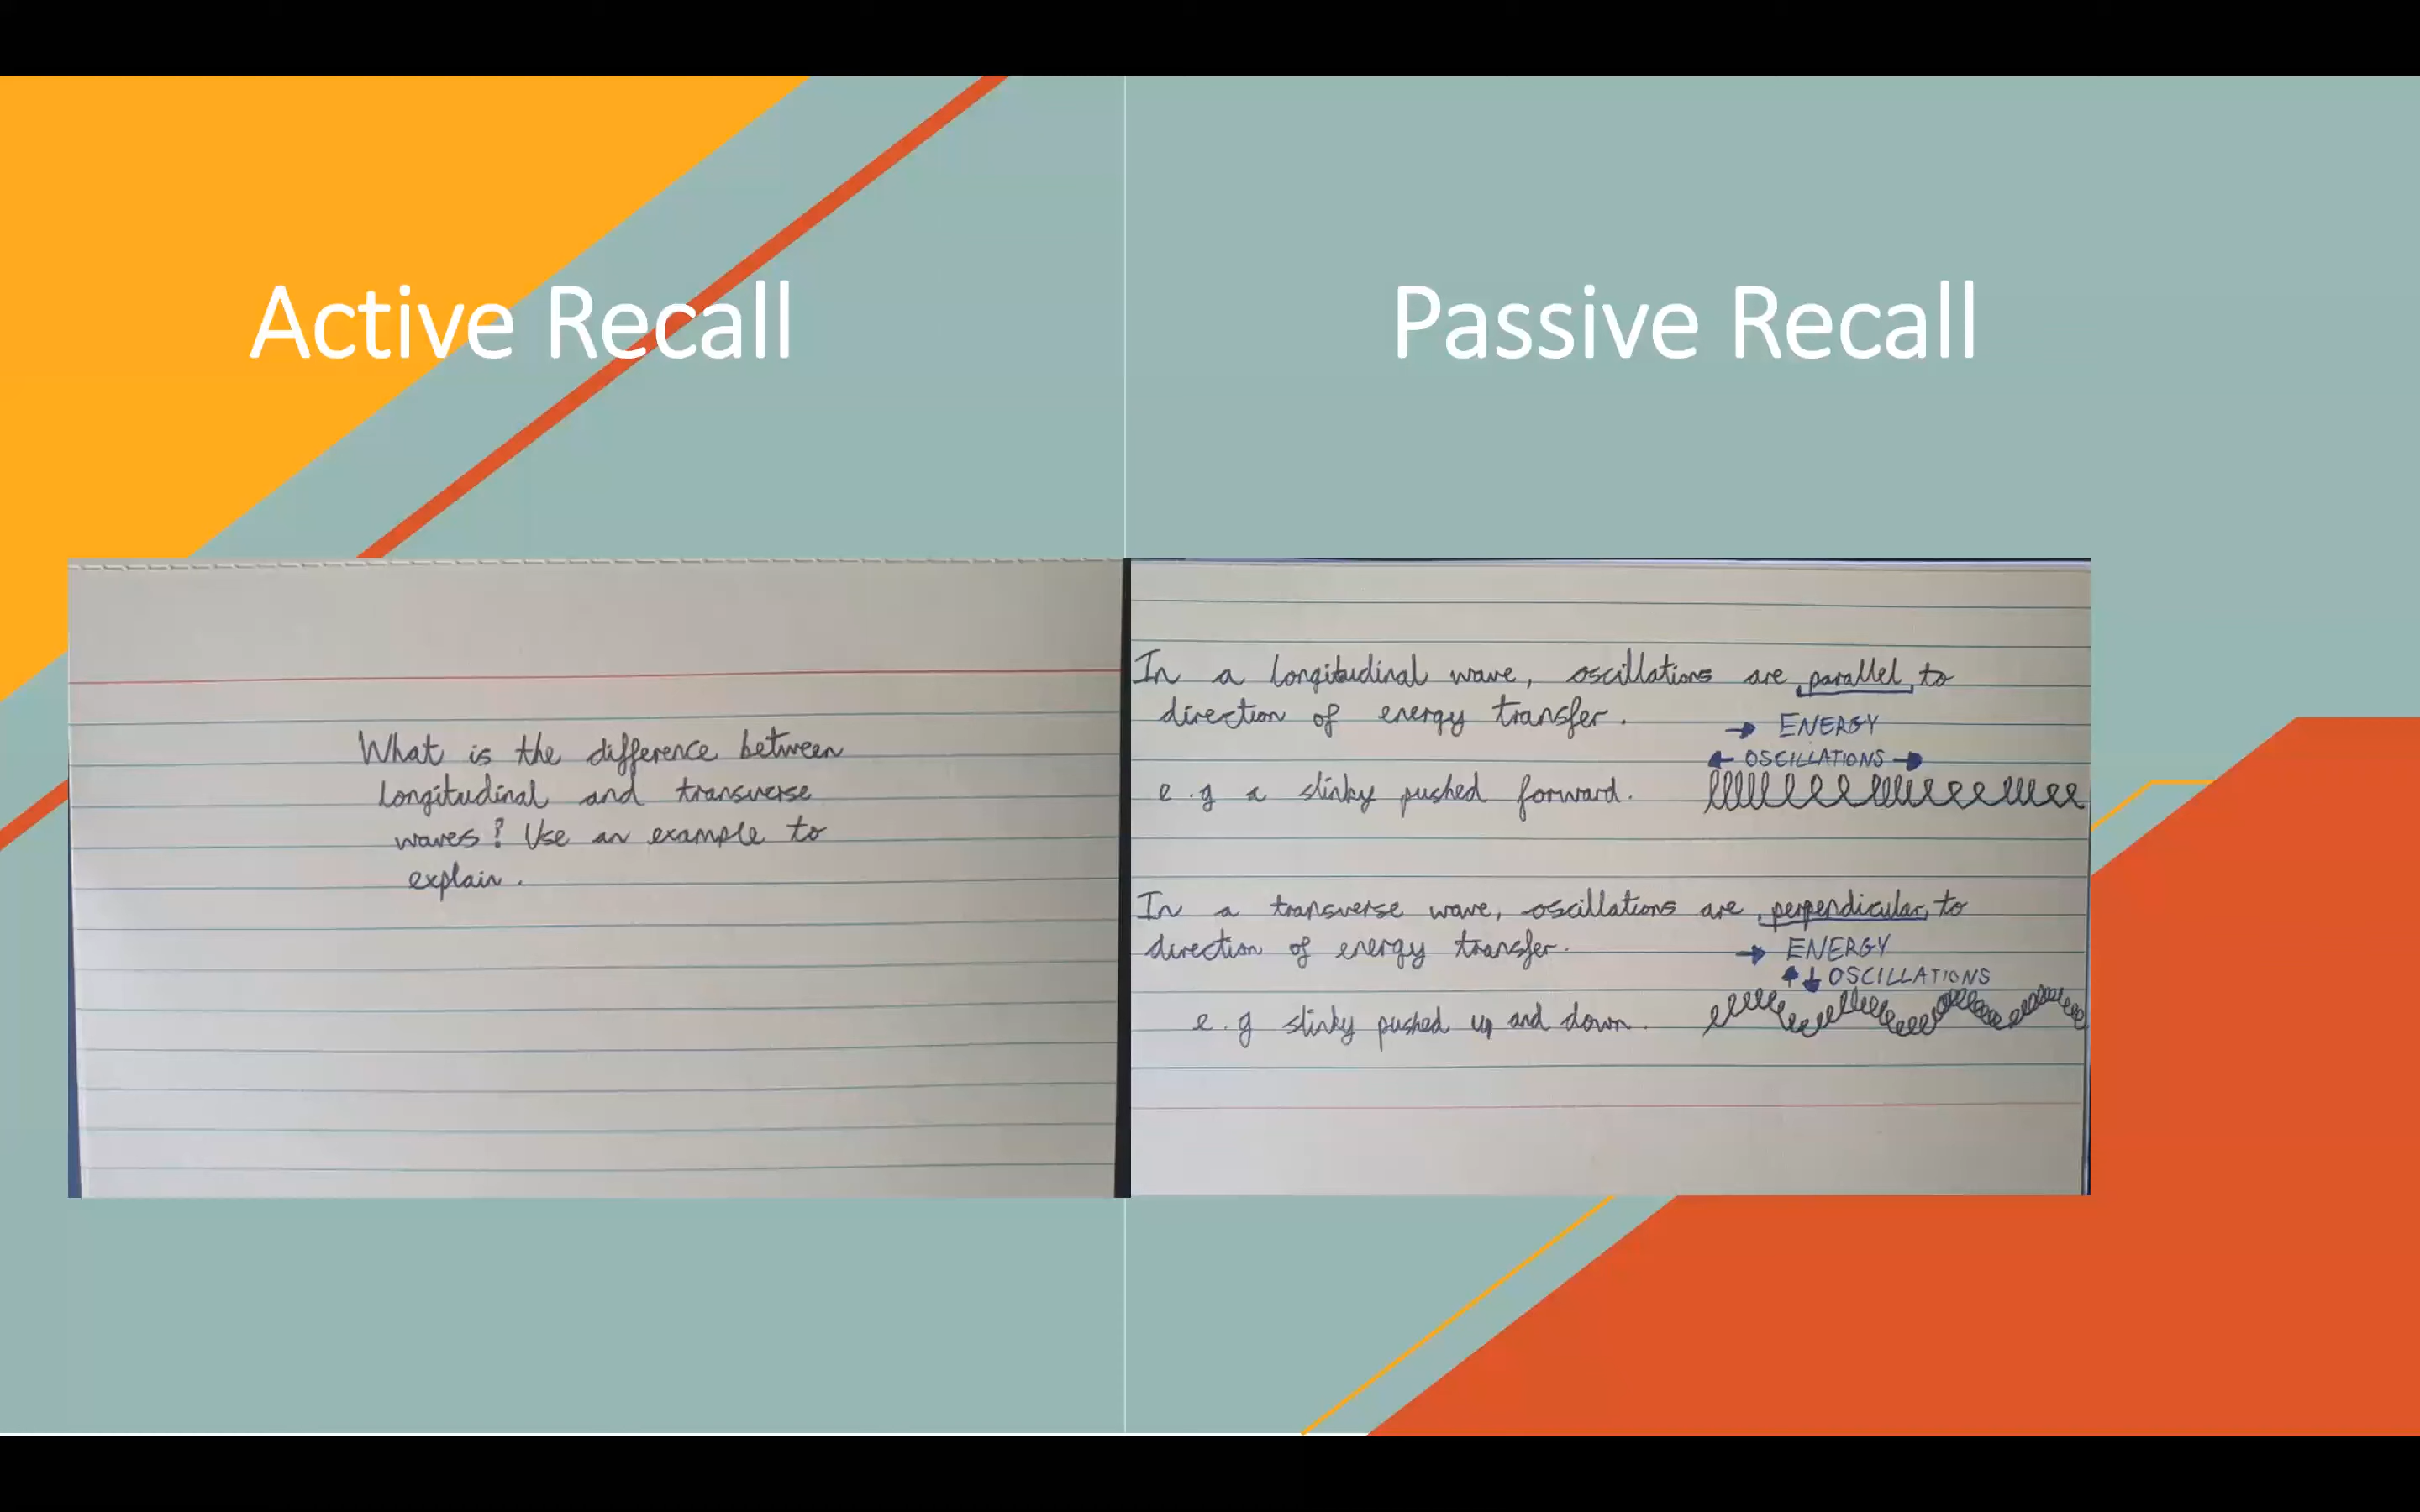 Active Recall
Passive Recall
What is the difference between
longitudinal and transverse
waves? Use an example to
explain.
In a longitudinal wave, oscillations are parallel to
direction of energy transfer.
→ ENERGY
← OSCILLATIONS →
e.g a slinky pushed forward.
In a transverse wave, oscillations are perpendicular to
direction of energy transfer.
→ ENERGY
↑↓ OSCILLATIONS
e.g slinky pushed up and down.